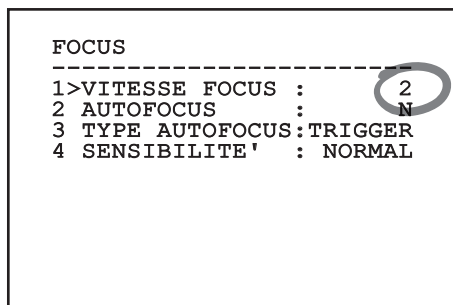 FOCUS
------------------------
1>VITESSE FOCUS : 2
2 AUTOFOCUS : N
3 TYPE AUTOFOCUS:TRIGGER
4 SENSIBILITE' : NORMAL